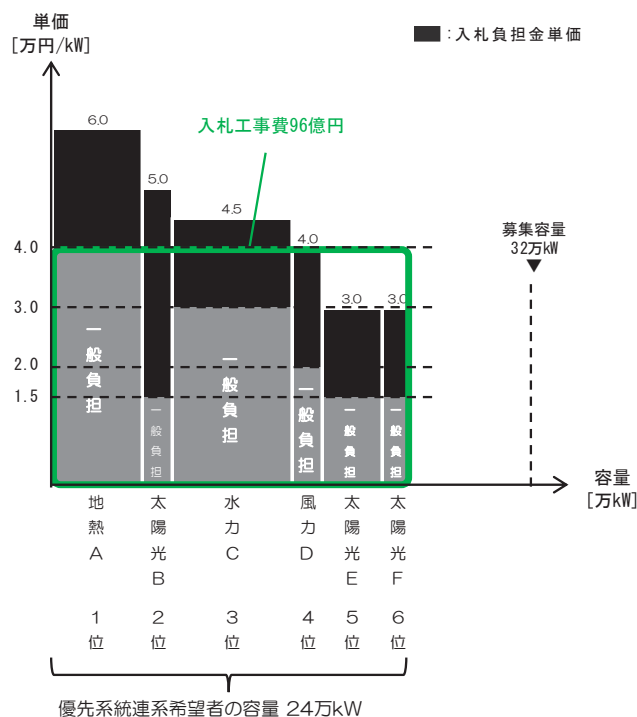 単価
[万円/kW]
：入札負担金単価
入札工事費96億円
6.0
5.0
4.5
4.0
3.0
3.0
募集容量
32万kW
4.0
3.0
2.0
1.5
一般負担
一般負担
一般負担
一般負担
一般負担
一般負担
容量
[万kW]
地熱A
太陽光B
水力C
風力D
太陽光E
太陽光F
1位
2位
3位
4位
5位
6位
優先系統連系希望者の容量 24万kW